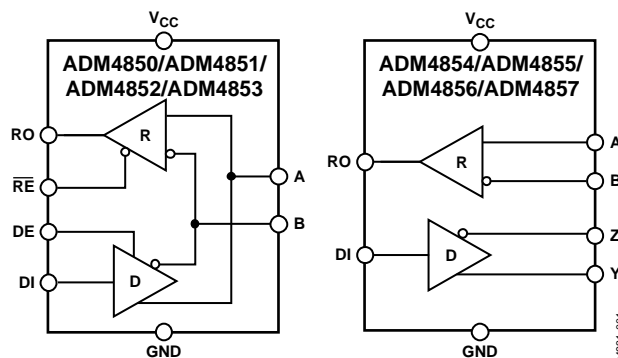 VCC
ADM4850/ADM4851/
ADM4852/ADM4853
RO
R
RE
A
B
DE
DI
D
GND
VCC
ADM4854/ADM4855/
ADM4856/ADM4857
A
RO
R
B
Z
DI
D
Y
GND